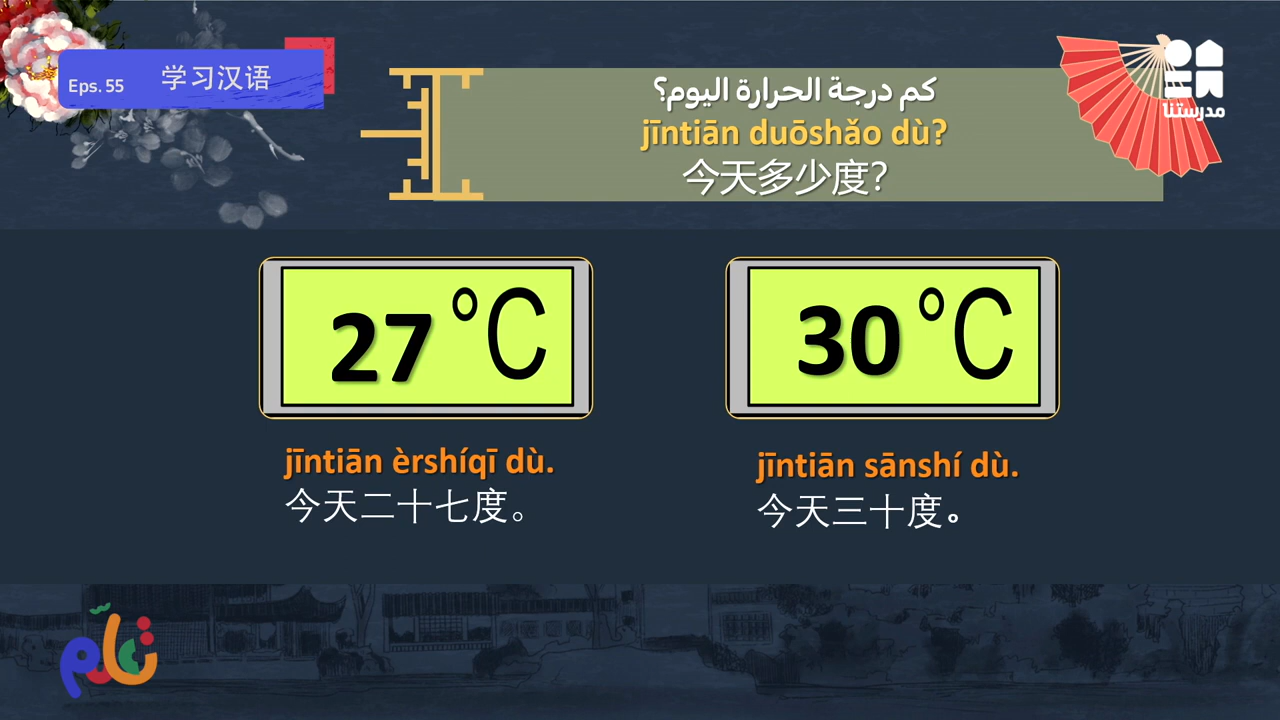 Eps. 55
学习汉语
كم درجة الحرارة اليوم؟
jīntiān duōshǎo dù?
今天多少度?
مدرستنا
27 °C
30 °C
jīntiān èrshíqī dù.
今天二十七度。
jīntiān sānshí dù.
今天三十度。